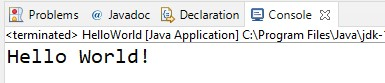 Problems @ Javadoc Declaration Console
<terminated> HelloWorld [Java Application] C:\Program Files\Java\jdk-
Hello World!